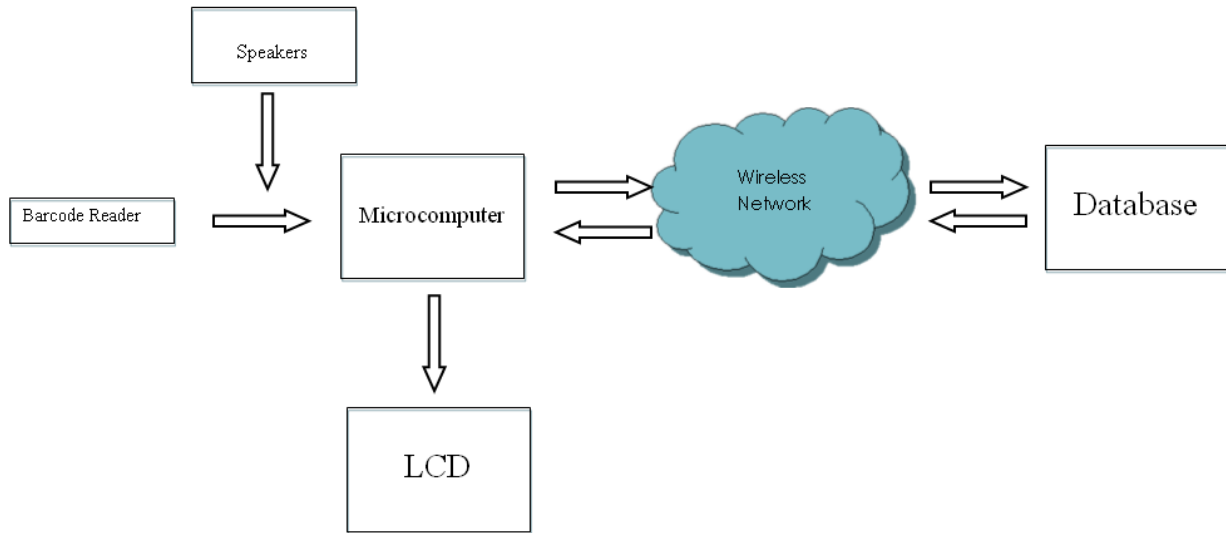 Speakers
Barcode Reader
Microcomputer
Wireless
Network
Database
LCD